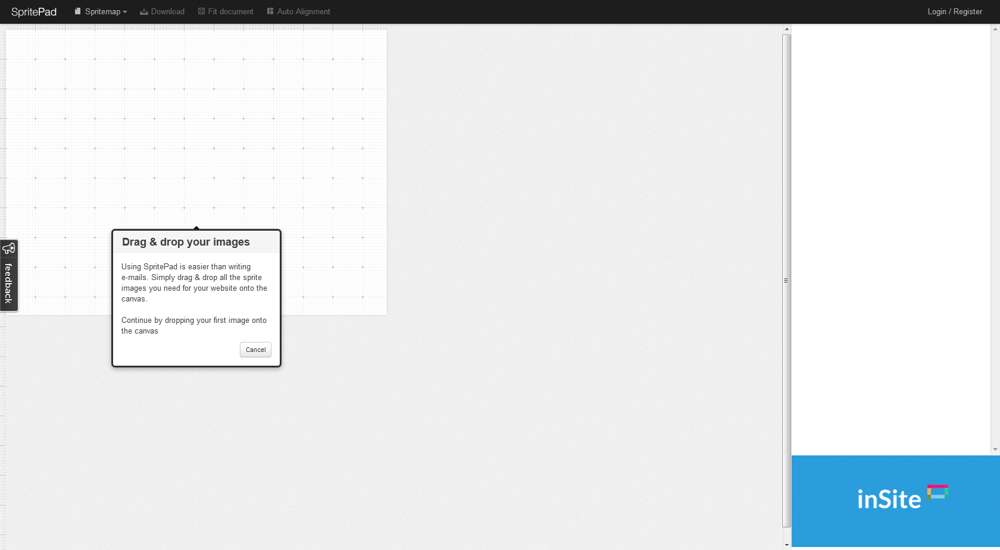 SpritePad Spritemap Download Fit document Auto Alignment Login / Register
Drag & drop your images
Using SpritePad is easier than writing
e-mails. Simply drag & drop all the sprite
images you need for your website onto the
canvas.
Continue by dropping your first image onto
the canvas
Cancel
feedback
inSite